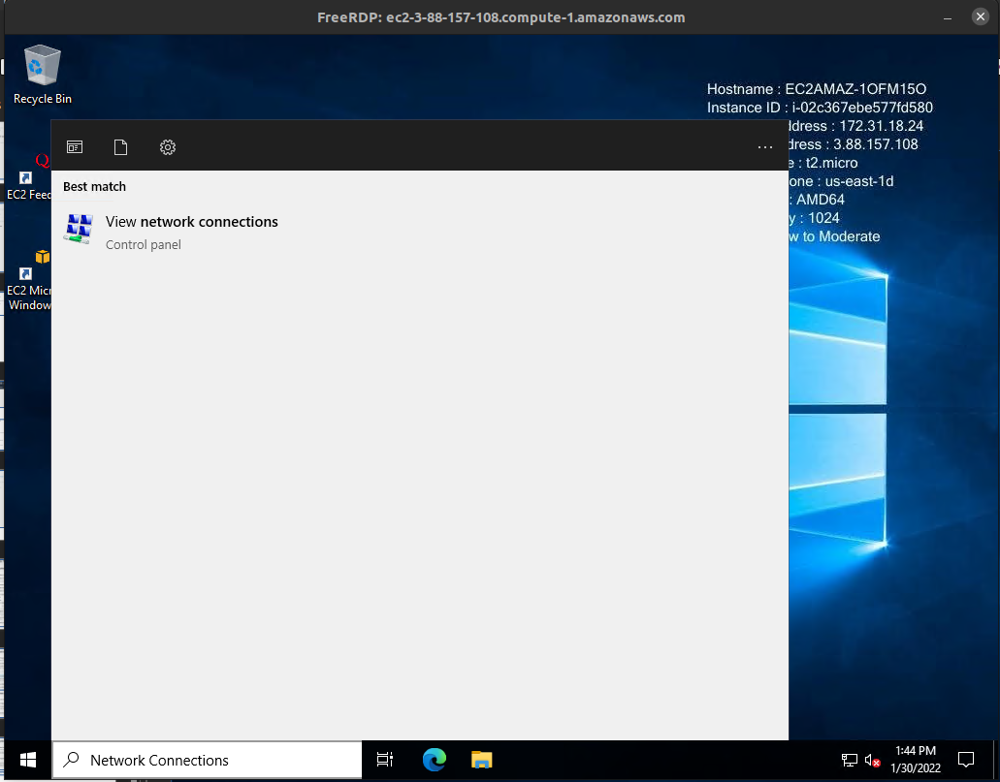 FreeRDP: ec2-3-88-157-108.compute-1.amazonaws.com
Recycle Bin
Hostname : EC2AMAZ-1OFM15O
Instance ID : i-02c367ebe577fd580
ddress : 172.31.18.24
dress : 3.88.157.108
e : t2.micro
one : us-east-1d
: AMD64
y : 1024
w to Moderate
EC2 Feed
EC2 Micr
Window
Best match
View network connections
Control panel
Network Connections
1:44 PM
1/30/2022